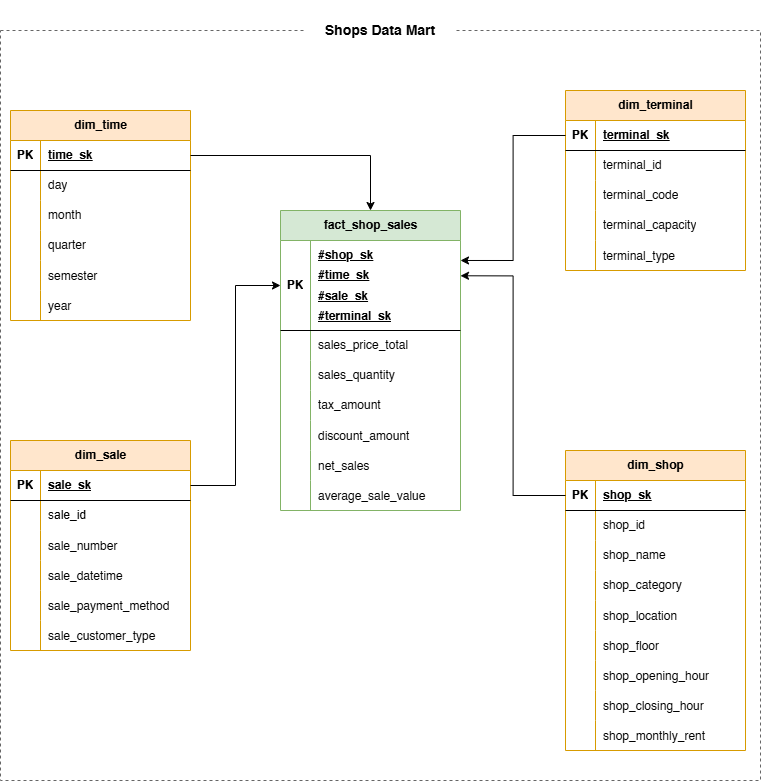 Shops Data Mart
dim_time
PK time_sk
day
month
quarter
semester
year
dim_terminal
PK terminal_sk
terminal_id
terminal_code
terminal_capacity
terminal_type
fact_shop_sales
PK
#shop_sk
#time_sk
#sale_sk
#terminal_sk
sales_price_total
sales_quantity
tax_amount
discount_amount
net_sales
average_sale_value
dim_sale
PK sale_sk
sale_id
sale_number
sale_datetime
sale_payment_method
sale_customer_type
dim_shop
PK shop_sk
shop_id
shop_name
shop_category
shop_location
shop_floor
shop_opening_hour
shop_closing_hour
shop_monthly_rent